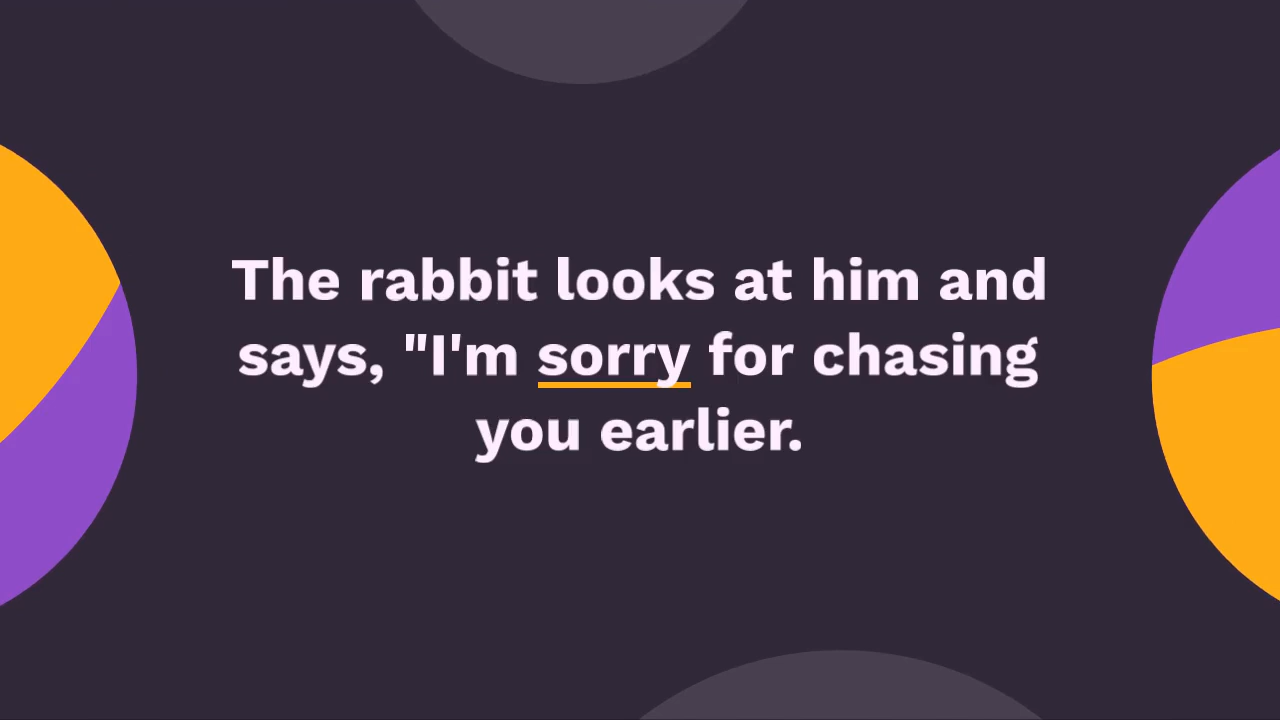 The rabbit looks at him and
says, "I'm sorry for chasing
you earlier.